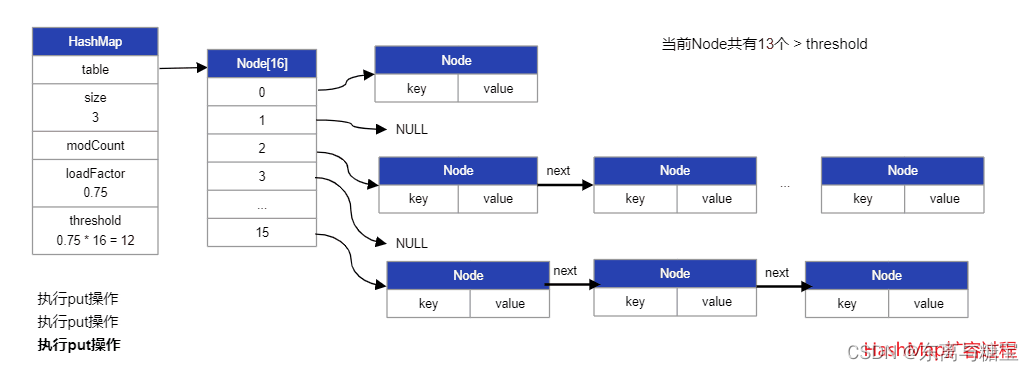 HashMap
table
size
3
modCount
loadFactor
0.75
threshold
0.75 * 16 = 12
Node[16]
0
1
2
3
...
15
Node
key value
NULL
Node
key value
next
Node
key value
...
Node
key value
NULL
Node
key value
next
Node
key value
next
Node
key value
当前Node共有13个 > threshold
执行put操作
执行put操作
执行put操作
HashMap扩容过程
CSDN